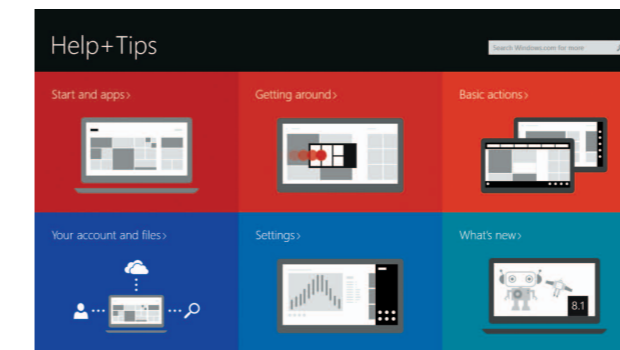 Help+Tips
Search Windows.com for more
Start and apps>
Getting around>
Basic actions>
Your account and files>
Settings>
What's new>
8.1